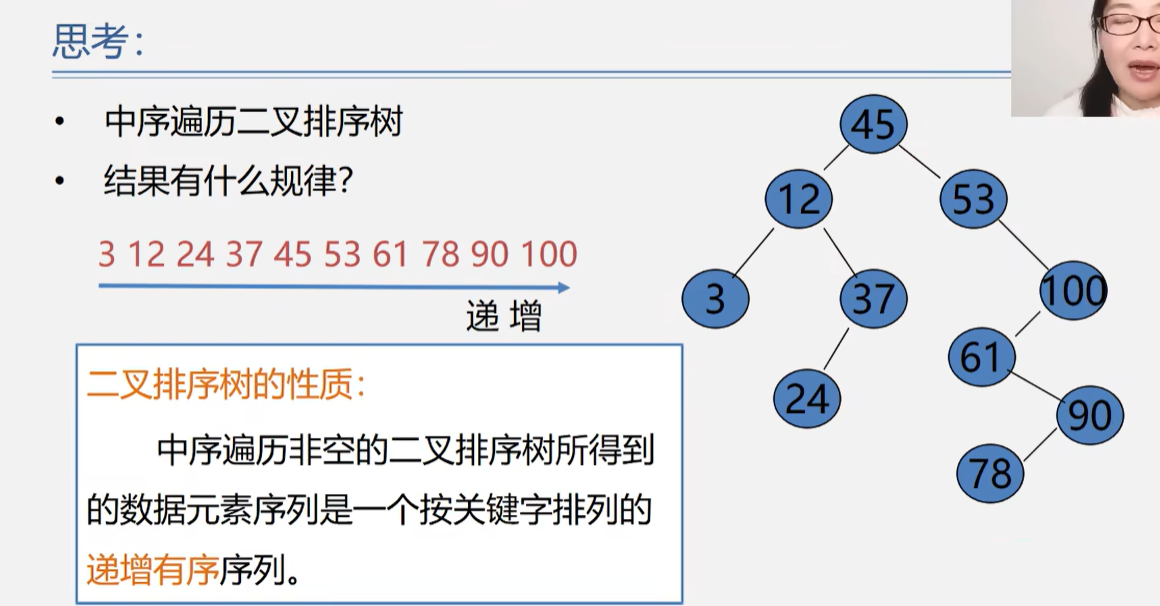 思考：
• 中序遍历二叉排序树
• 结果有什么规律？
3 12 24 37 45 53 61 78 90 100
递 增
二叉排序树的性质：
中序遍历非空的二叉排序树所得到
的数据元素序列是一个按关键字排列的
递增有序序列。
45
12
53
3
37
100
61
24
90
78